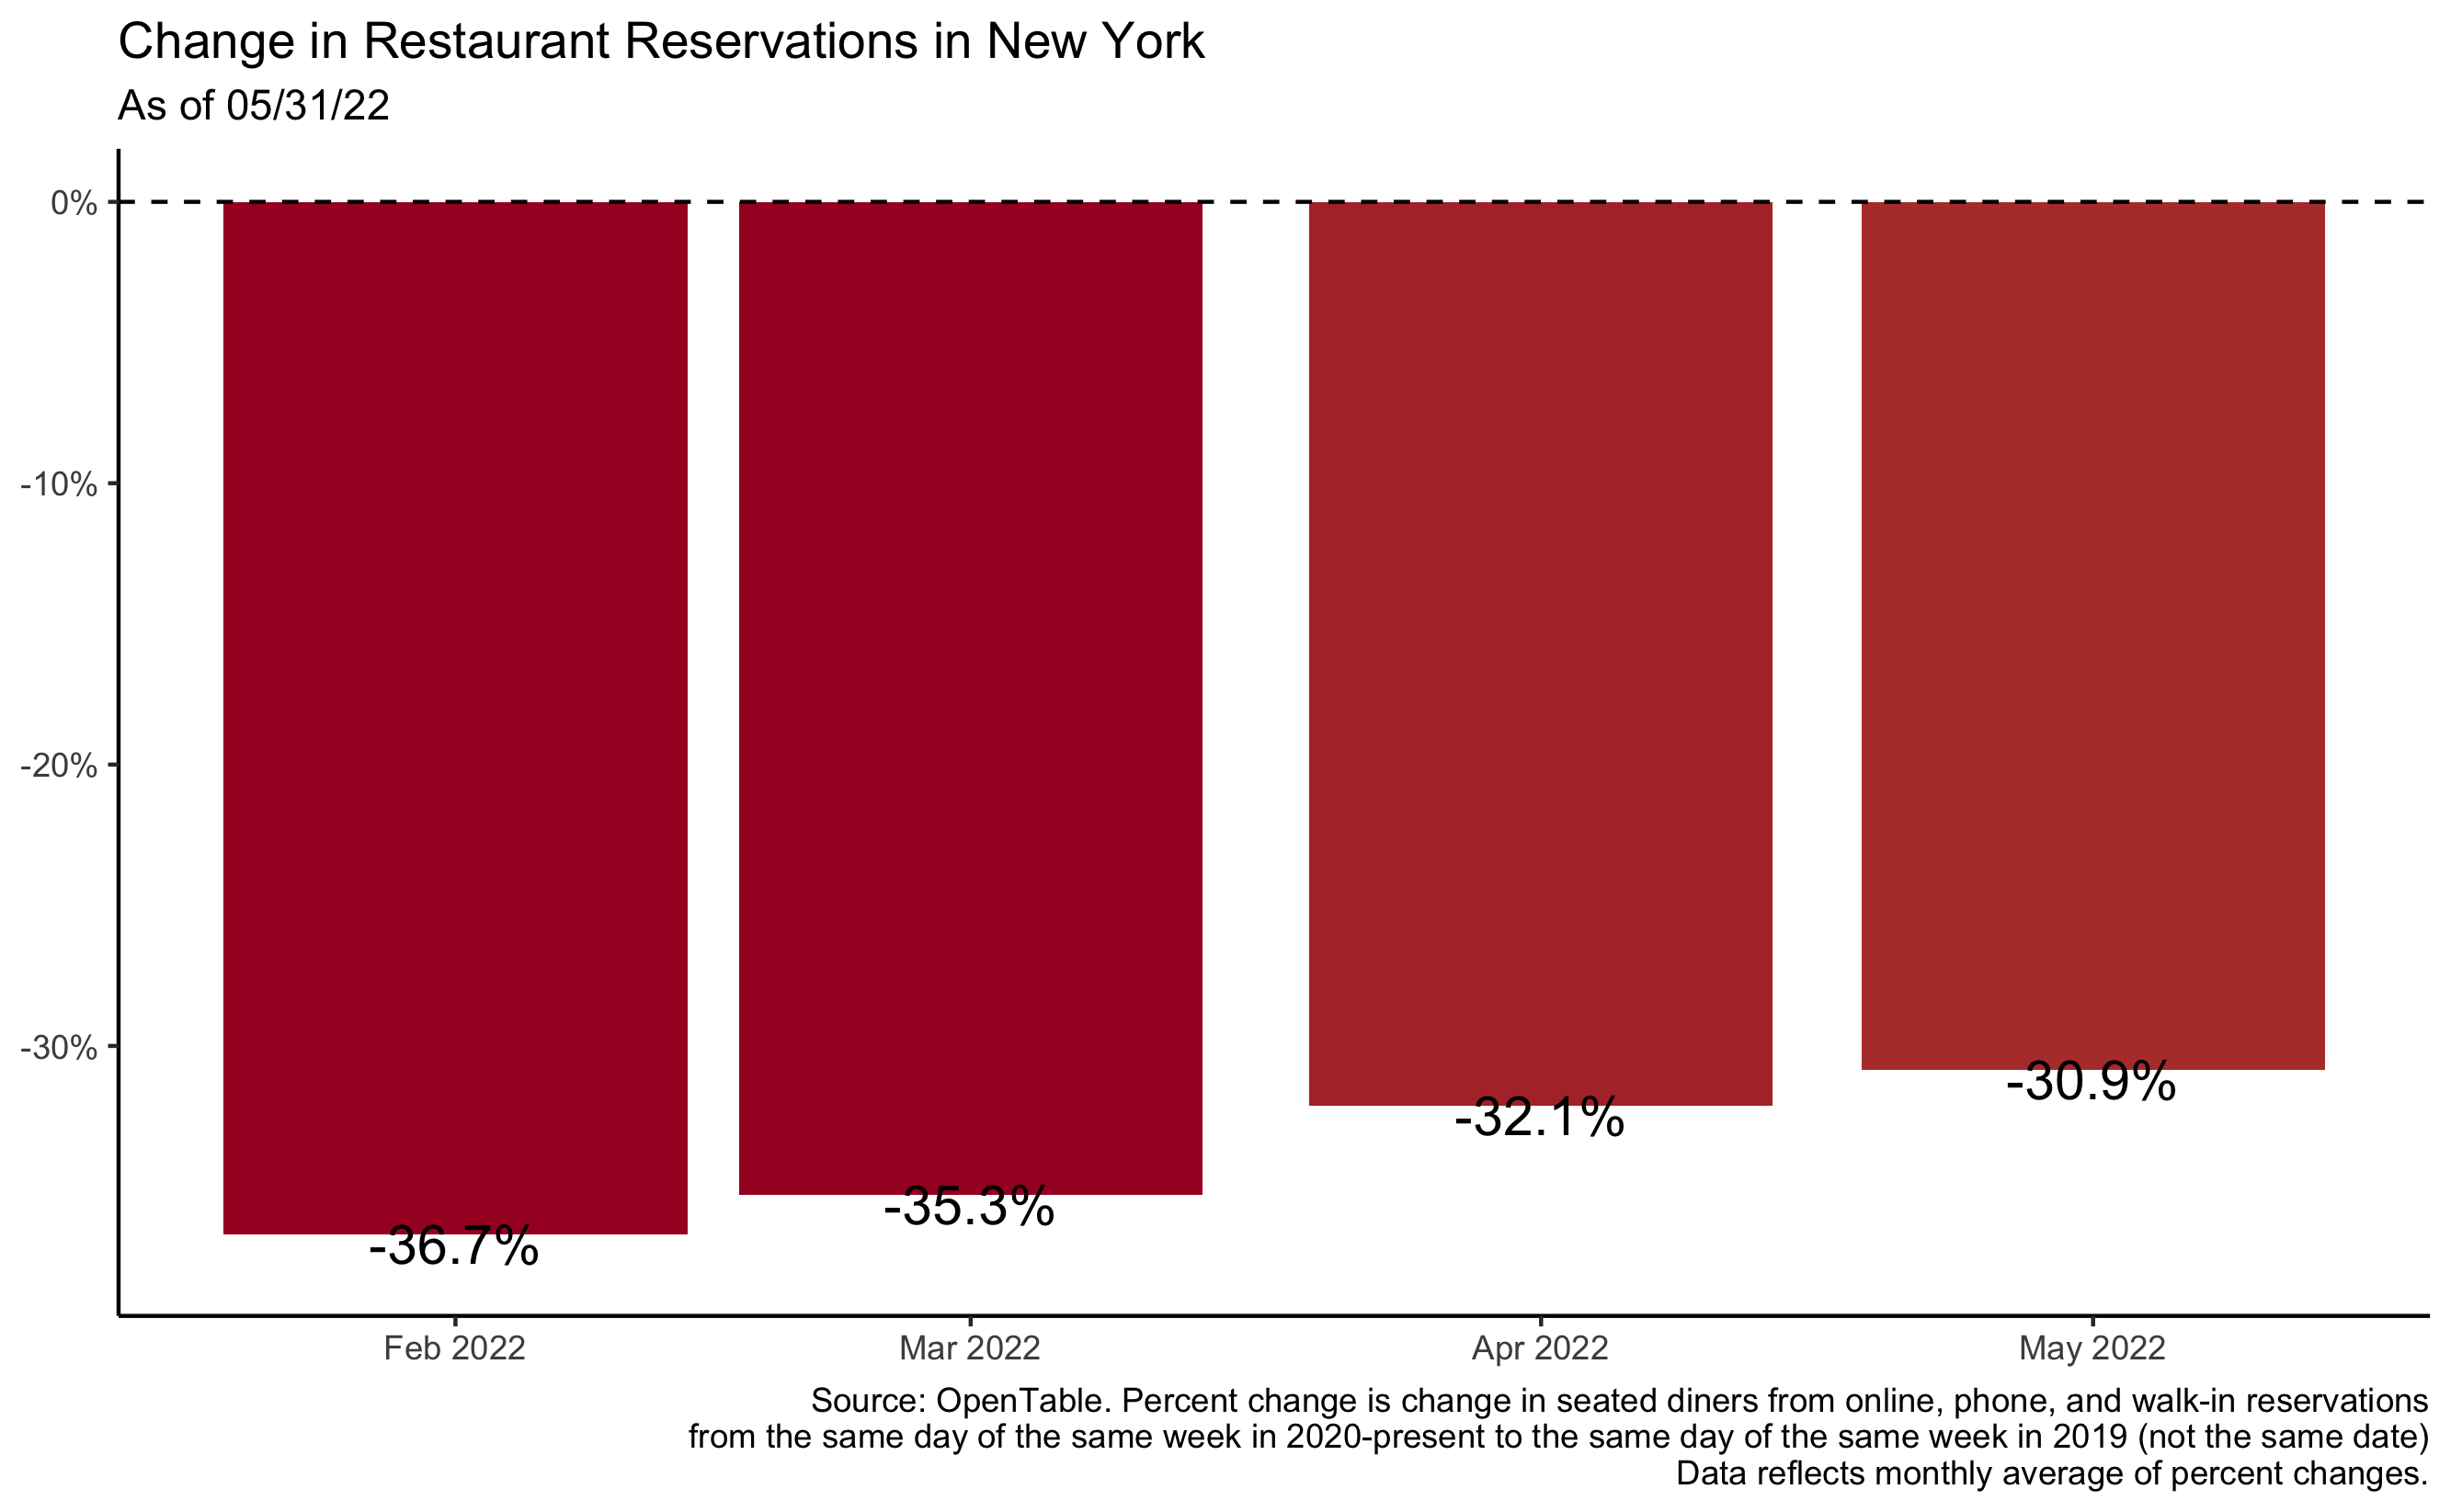 Change in Restaurant Reservations in New York
As of 05/31/22
0%
-10%
-20%
-30%
-36.7%
-35.3%
-32.1%
-30.9%
Feb 2022
Mar 2022
Apr 2022
May 2022
Source: OpenTable. Percent change is change in seated diners from online, phone, and walk-in reservations
from the same day of the same week in 2020-present to the same day of the same week in 2019 (not the same date)
Data reflects monthly average of percent changes.